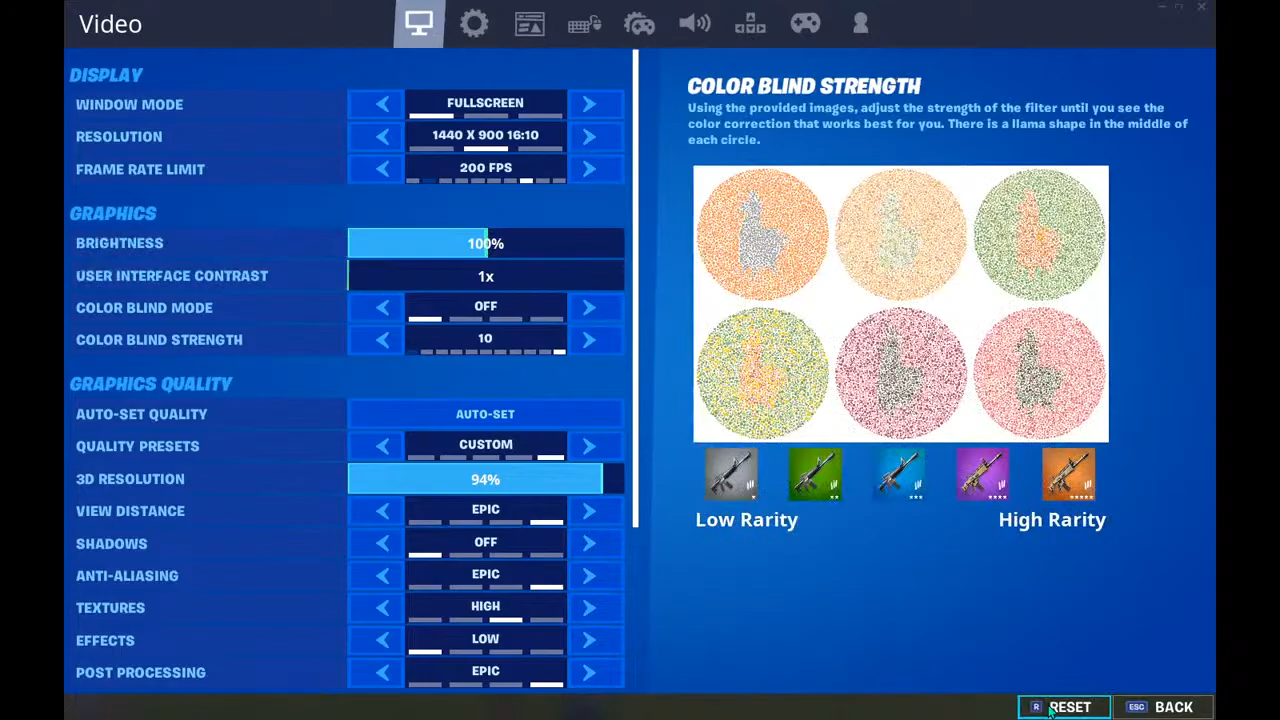 Video
DISPLAY
WINDOW MODE
FULLSCREEN
RESOLUTION
1440 X 900 16:10
FRAME RATE LIMIT
200 FPS
GRAPHICS
BRIGHTNESS
100%
USER INTERFACE CONTRAST
1x
COLOR BLIND MODE
OFF
COLOR BLIND STRENGTH
10
GRAPHICS QUALITY
AUTO-SET QUALITY
AUTO-SET
QUALITY PRESETS
CUSTOM
3D RESOLUTION
94%
VIEW DISTANCE
EPIC
SHADOWS
OFF
ANTI-ALIASING
EPIC
TEXTURES
HIGH
EFFECTS
LOW
POST PROCESSING
EPIC
COLOR BLIND STRENGTH
Using the provided images, adjust the strength of the filter until you see the
color correction that works best for you. There is a llama shape in the middle of
each circle.
Low Rarity
High Rarity
R RESET
ESC BACK